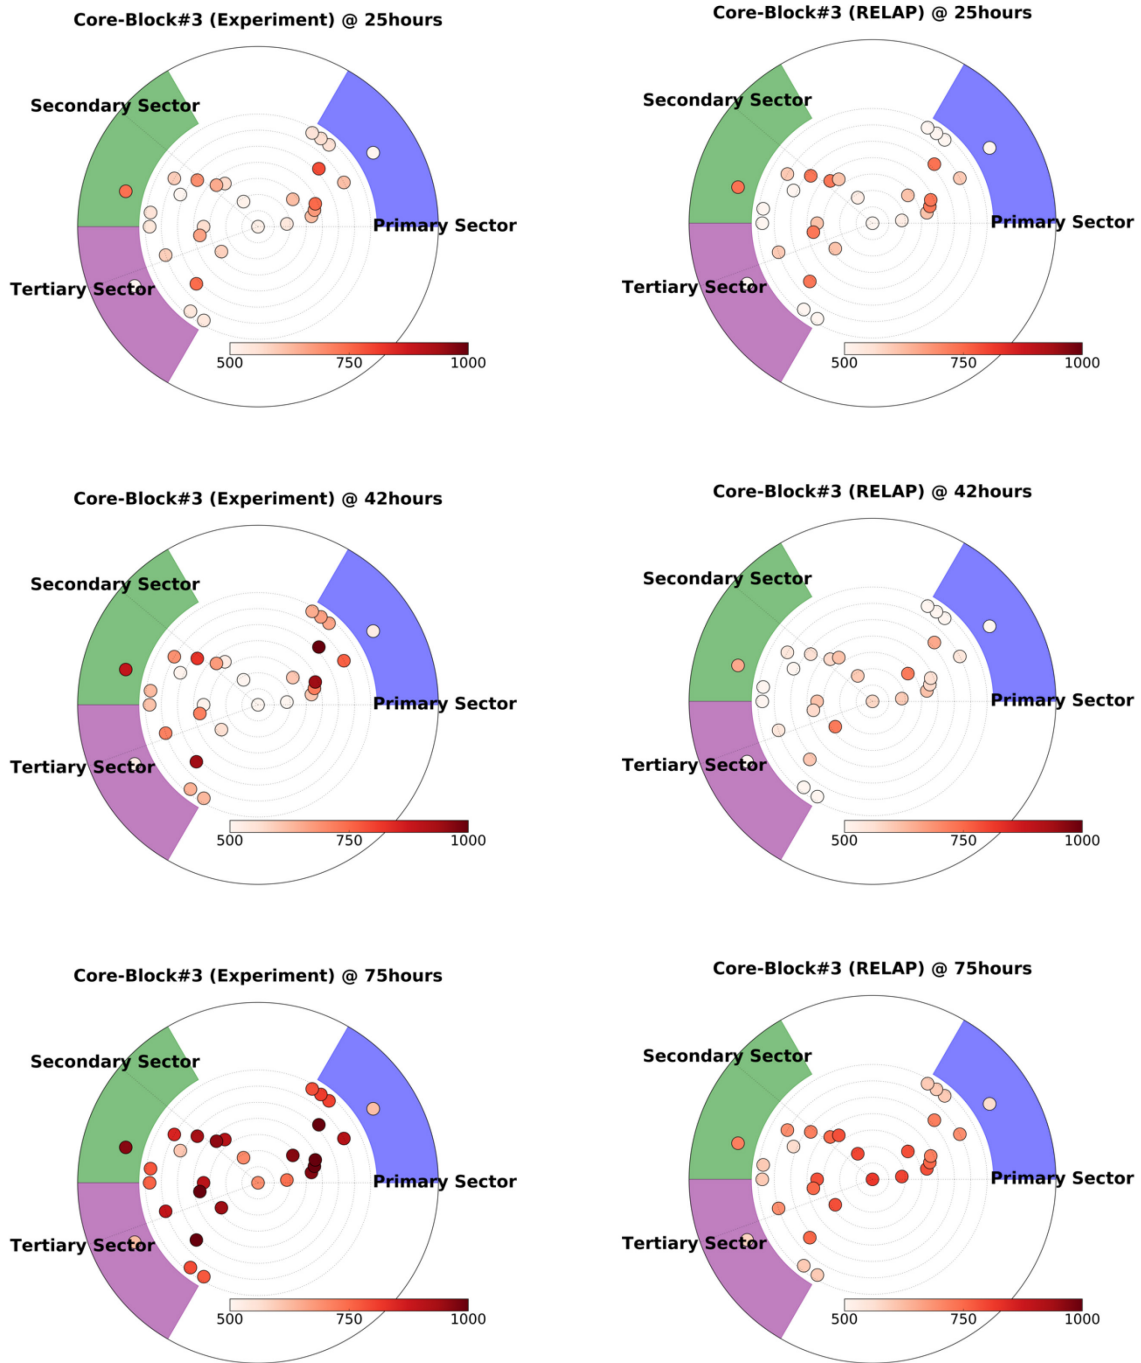 Core-Block#3 (Experiment) @ 25hours
Secondary Sector
Primary Sector
Tertiary Sector
500 750 1000
Core-Block#3 (RELAP) @ 25hours
Secondary Sector
Primary Sector
Tertiary Sector
500 750 1000
Core-Block#3 (Experiment) @ 42hours
Secondary Sector
Primary Sector
Tertiary Sector
500 750 1000
Core-Block#3 (RELAP) @ 42hours
Secondary Sector
Primary Sector
Tertiary Sector
500 750 1000
Core-Block#3 (Experiment) @ 75hours
Secondary Sector
Primary Sector
Tertiary Sector
500 750 1000
Core-Block#3 (RELAP) @ 75hours
Secondary Sector
Primary Sector
Tertiary Sector
500 750 1000